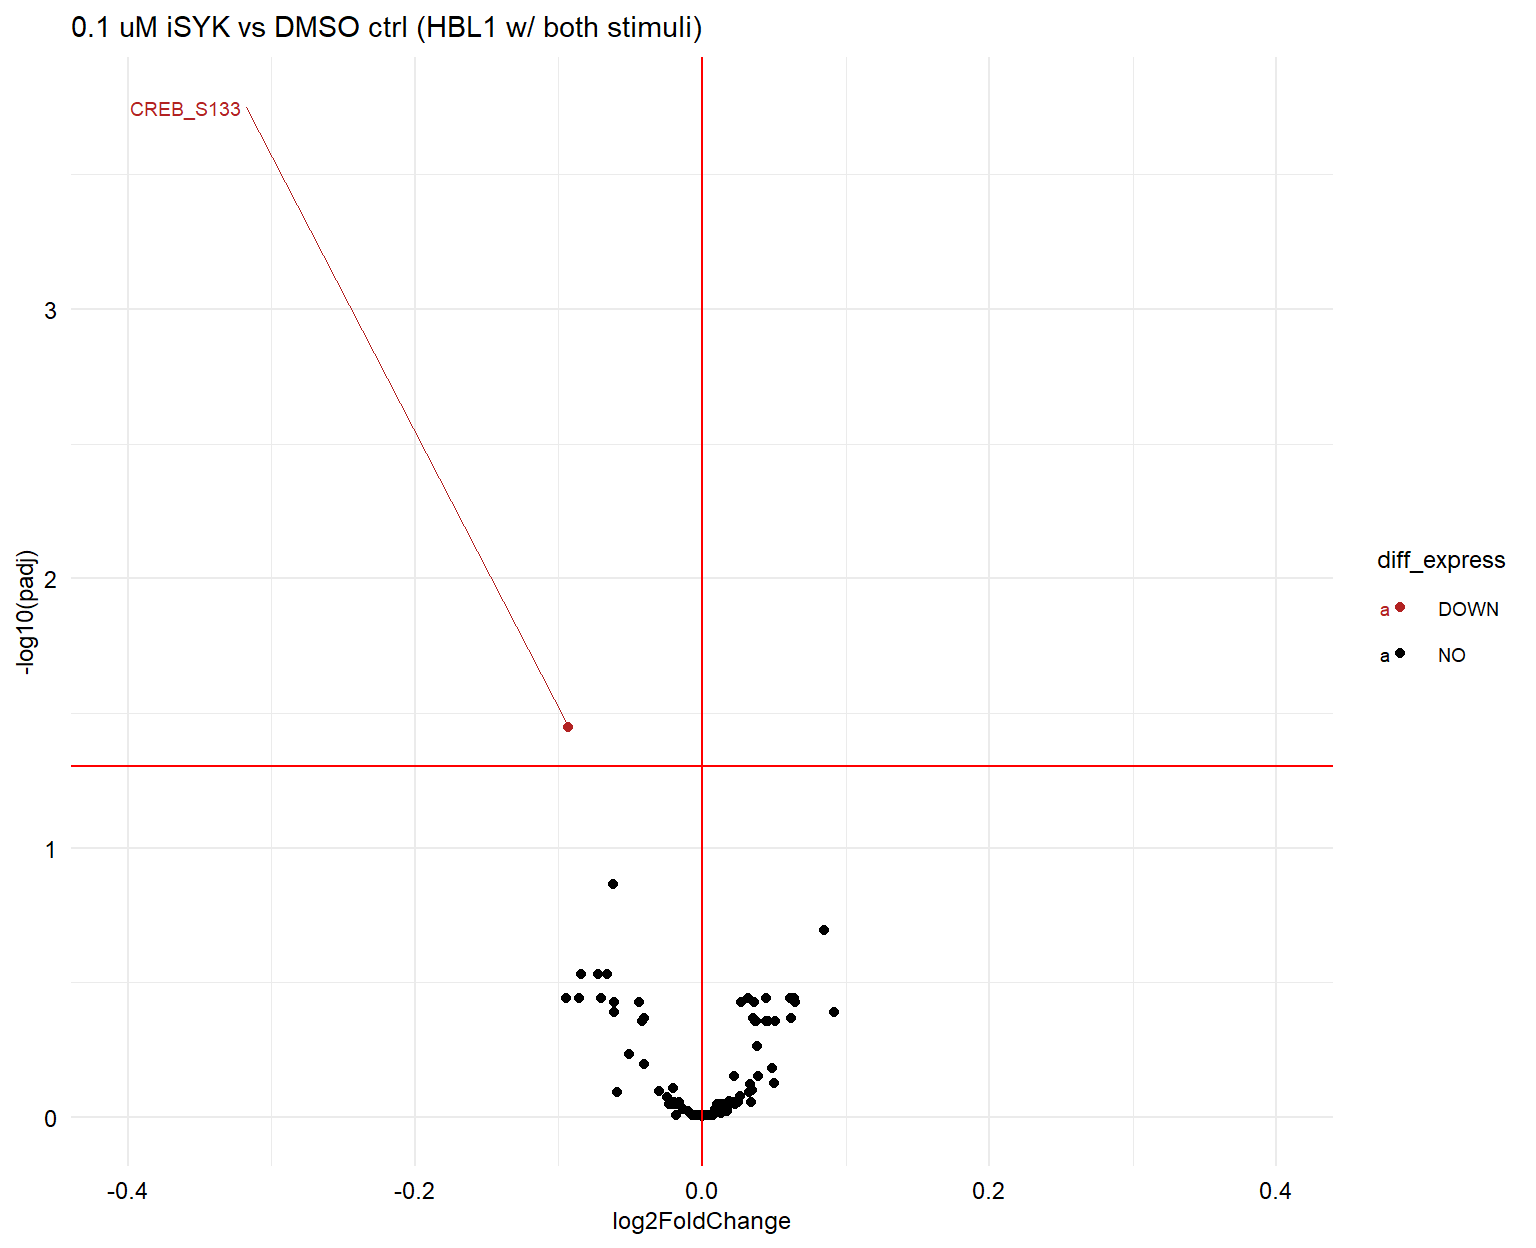 0.1 uM iSYK vs DMSO ctrl (HBL1 w/ both stimuli)
CREB_S133
3
2
1
0
-log10(padj)
-0.4
-0.2
0.0
0.2
0.4
log2FoldChange
diff_express
a DOWN
a NO